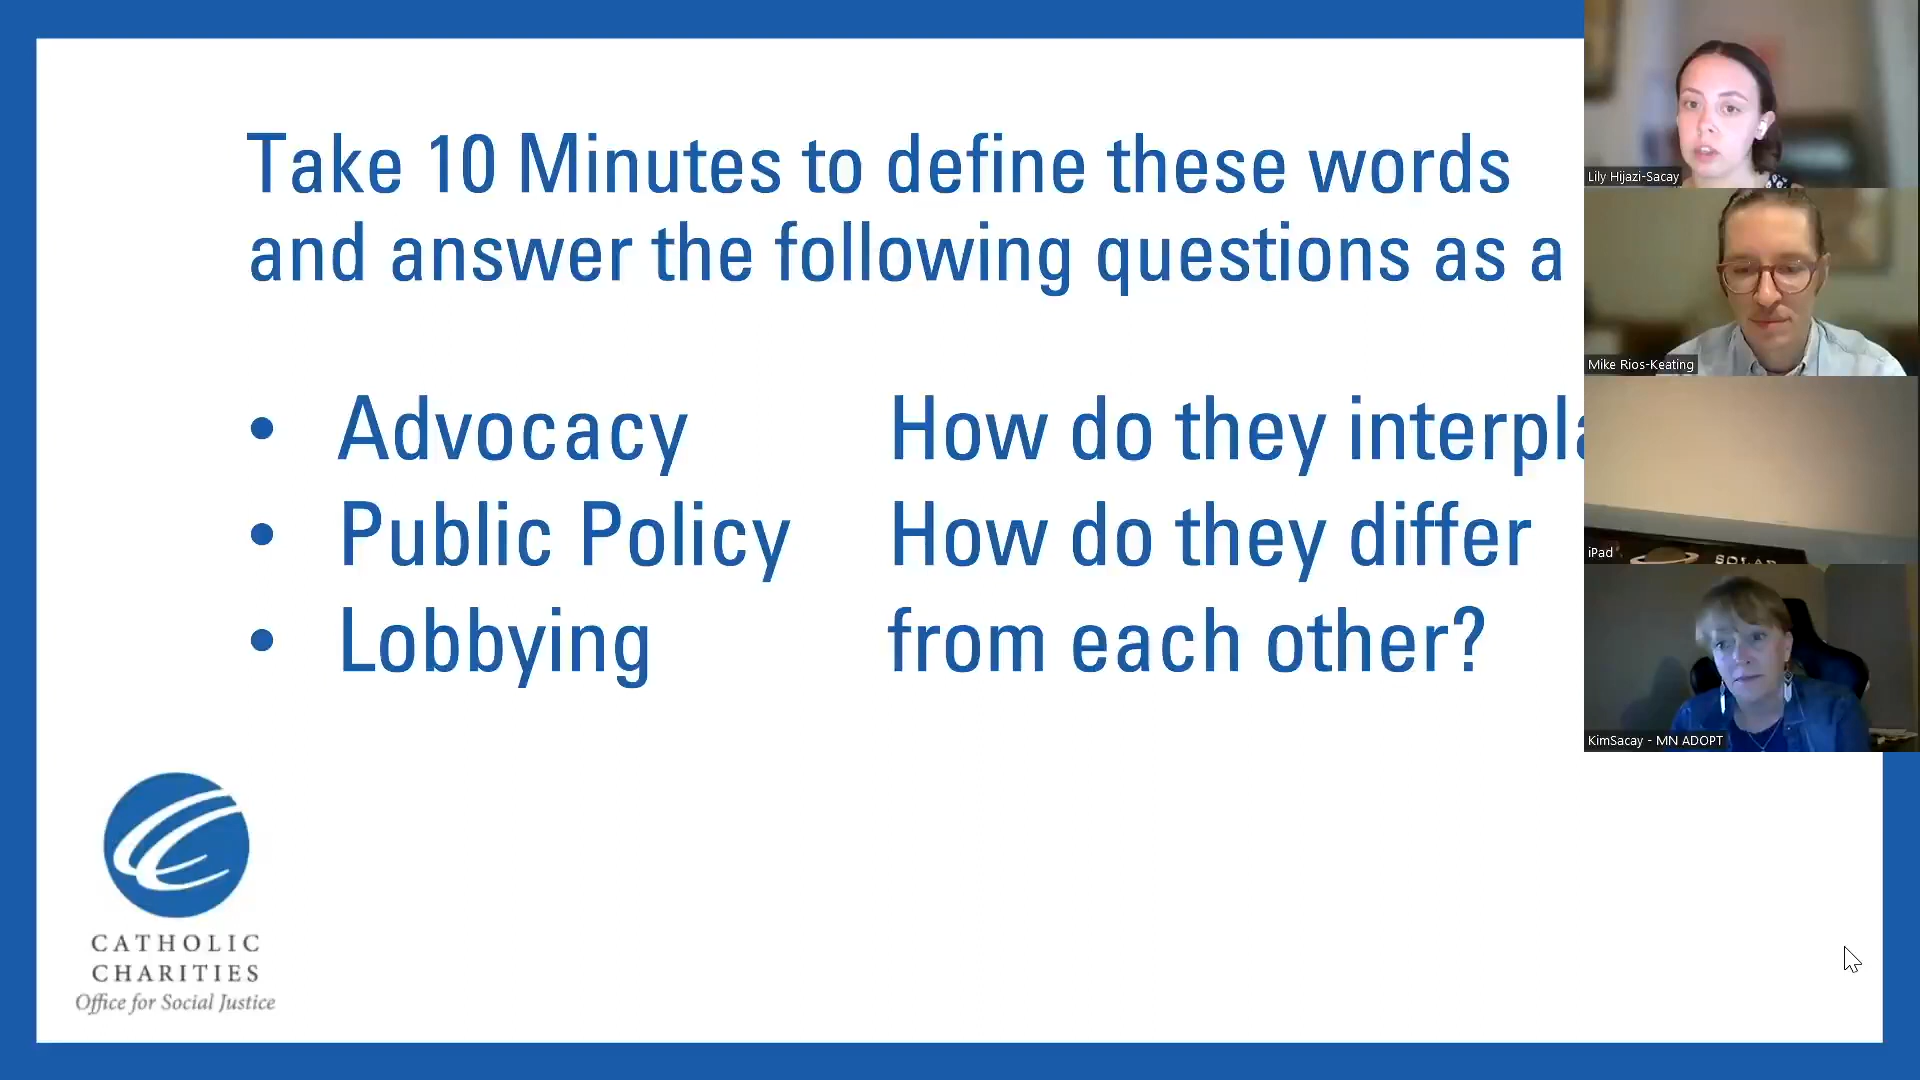 Take 10 Minutes to define these words
and answer the following questions as a
• Advocacy
• Public Policy
• Lobbying
How do they
How do they differ
from each other?
CATHOLIC
CHARITIES
Office for Social Justice
Lily Hijazi-Sacay
Mike Rios-Keating
iPad
SOLAR
KimSacay - MN ADOPT